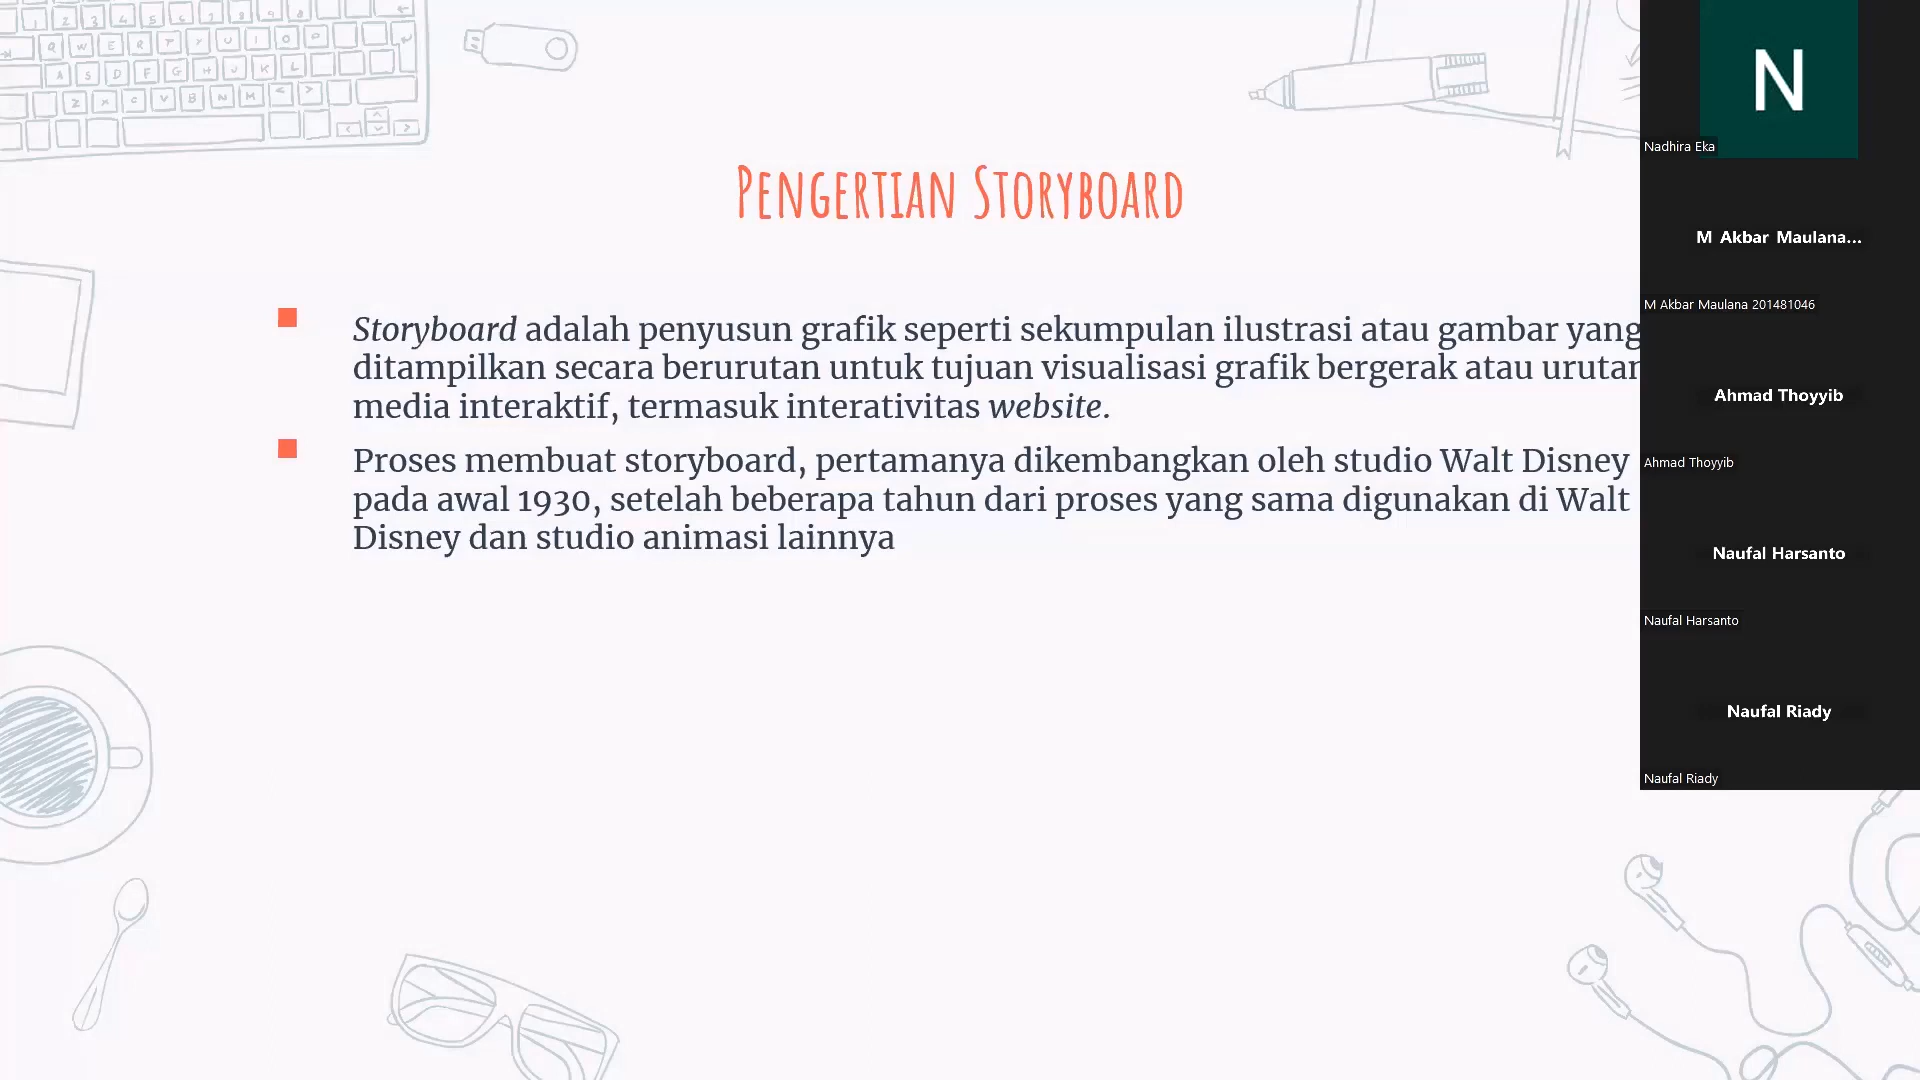 Pengertian Storyboard
Storyboard adalah penyusun grafik seperti sekumpulan ilustrasi atau gambar yang
ditampilkan secara berurutan untuk tujuan visualisasi grafik bergerak atau urutan
media interaktif, termasuk interativitas website.
Proses membuat storyboard, pertamanya dikembangkan oleh studio Walt Disney
pada awal 1930, setelah beberapa tahun dari proses yang sama digunakan di Walt
Disney dan studio animasi lainnya
N
Nadhira Eka
M Akbar Maulana...
M Akbar Maulana 201481046
Ahmad Thoyyib
Ahmad Thoyyib
Naufal Harsanto
Naufal Harsanto
Naufal Riady
Naufal Riady